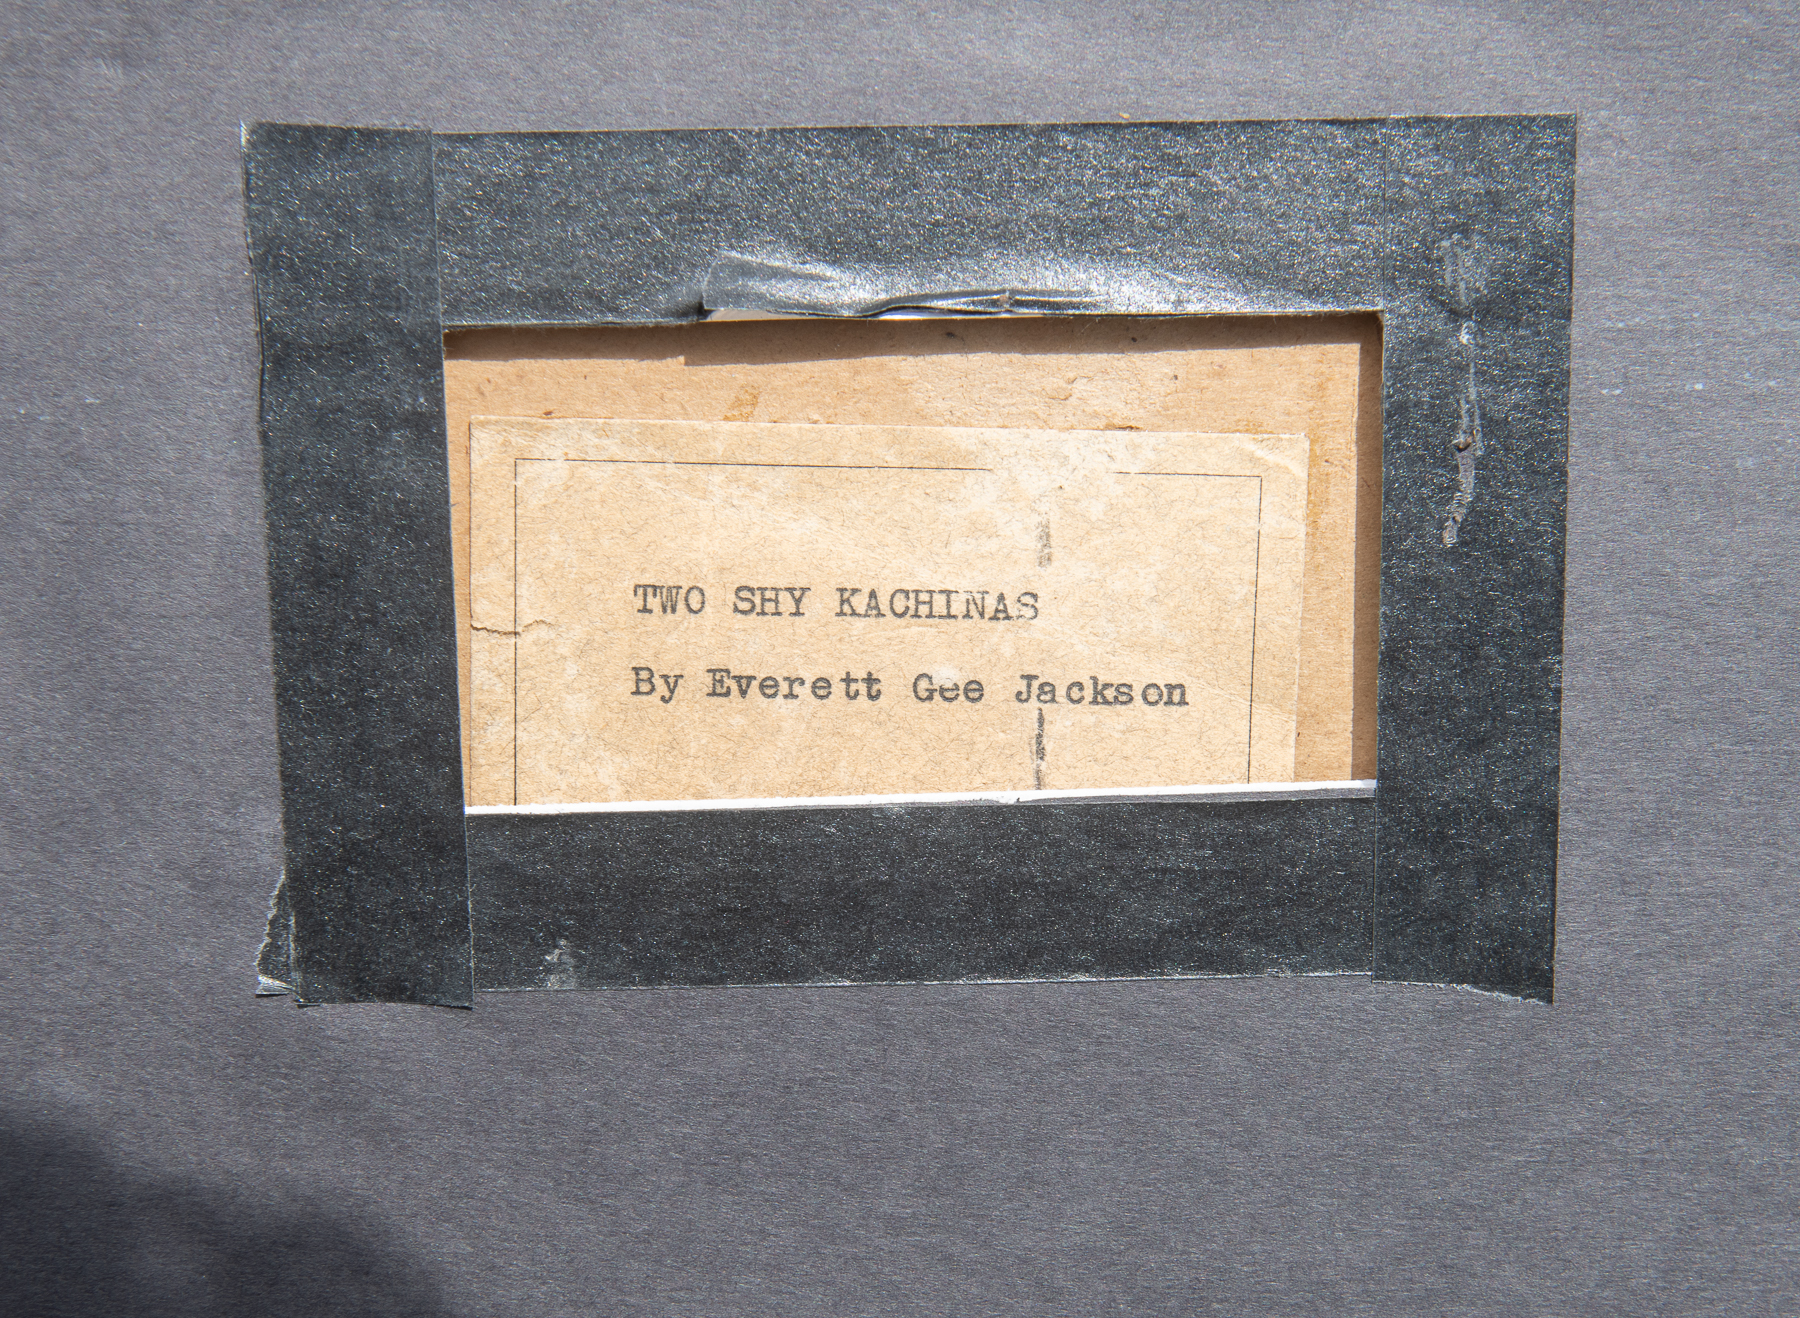 TWO SHY KACHINAS
By Everett Gee Jackson